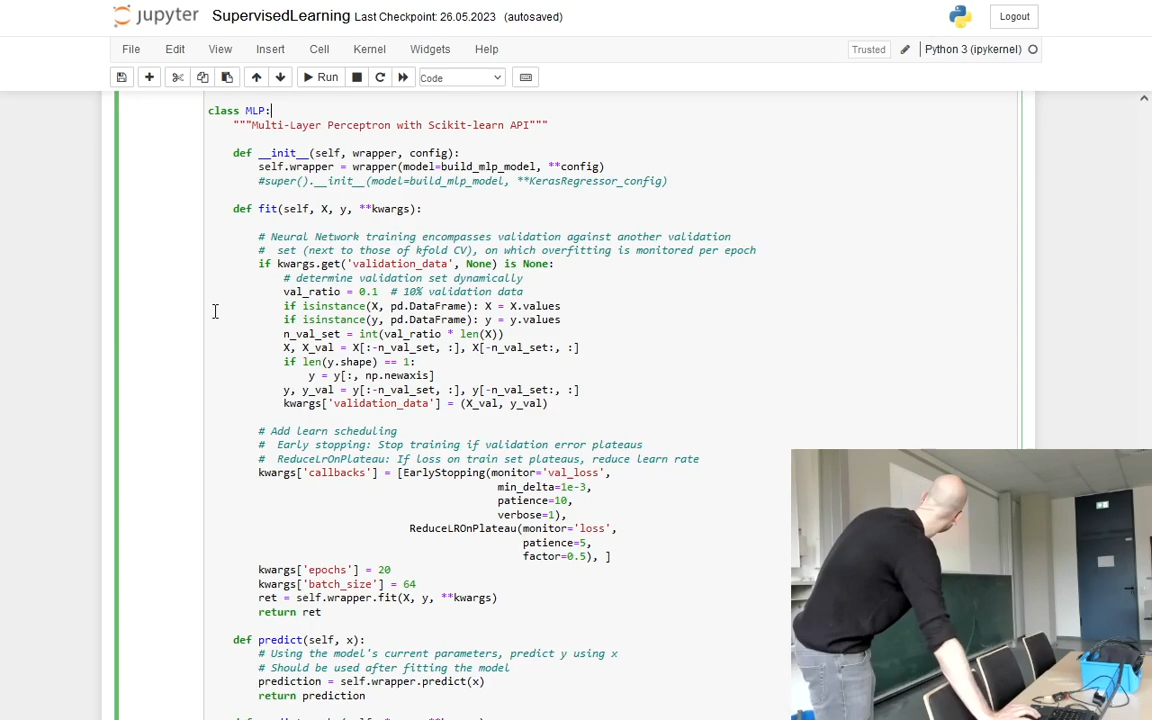 jupyter SupervisedLearning Last Checkpoint: 26.05.2023 (autosaved)
Logout
File Edit View Insert Cell Kernel Widgets Help
Trusted Python 3 (ipykernel)
Run Code
class MLP:
"""Multi-Layer Perceptron with Scikit-learn API"""
def __init__(self, wrapper, config):
self.wrapper = wrapper(model=build_mlp_model, **config)
#super().__init__(model=build_mlp_model, **KerasRegressor_config)
def fit(self, X, y, **kwargs):
# Neural Network training encompasses validation against another validation
# set (next to those of kfold CV), on which overfitting is monitored per epoch
if kwargs.get('validation_data', None) is None:
# determine validation set dynamically
val_ratio = 0.1 # 10% validation data
if isinstance(X, pd.DataFrame): X = X.values
if isinstance(y, pd.DataFrame): y = y.values
n_val_set = int(val_ratio * len(X))
X, X_val = X[:-n_val_set, :], X[-n_val_set:, :]
if len(y.shape) == 1:
y = y[:, np.newaxis]
y, y_val = y[:-n_val_set, :], y[-n_val_set:, :]
kwargs['validation_data'] = (X_val, y_val)
# Add learn scheduling
# Early stopping: Stop training if validation error plateaus
# ReduceLrOnPlateau: If loss on train set plateaus, reduce learn rate
kwargs['callbacks'] = [EarlyStopping(monitor='val_loss',
min_delta=1e-3,
patience=10,
verbose=1),
ReduceLROnPlateau(monitor='loss',
patience=5,
factor=0.5), ]
kwargs['epochs'] = 20
kwargs['batch_size'] = 64
ret = self.wrapper.fit(X, y, **kwargs)
return ret
def predict(self, x):
# Using the model's current parameters, predict y using x
# Should be used after fitting the model
prediction = self.wrapper.predict(x)
return prediction